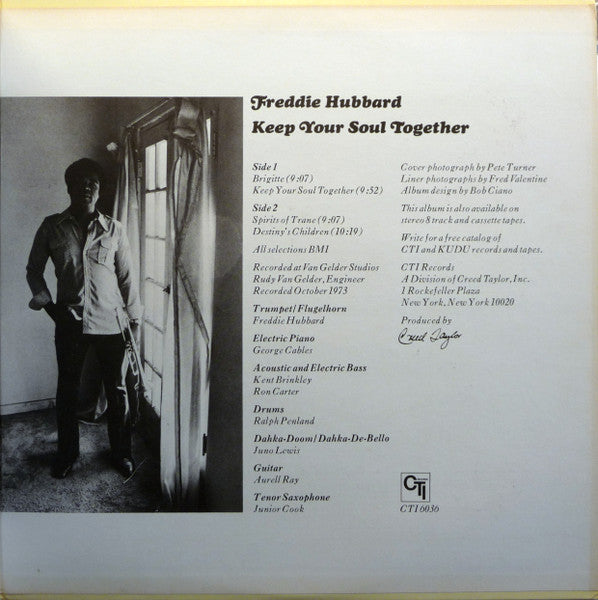 Freddie Hubbard
Keep Your Soul Together
Side 1
Brigitte (9:07)
Keep Your Soul Together (9:52)
Side 2
Spirits of Trane (9:07)
Destiny's Children (10:19)
All selections BMI
Recorded at Van Gelder Studios
Rudy Van Gelder, Engineer
Recorded October 1973
Trumpet/Flugelhorn
Freddie Hubbard
Electric Piano
George Cables
Acoustic and Electric Bass
Kent Brinkley
Ron Carter
Drums
Ralph Penland
Dahka-Doom/Dahka-De-Bello
Juno Lewis
Guitar
Aurell Ray
Tenor Saxophone
Junior Cook
Cover photograph by Pete Turner
Liner photographs by Fred Valentine
Album design by Bob Ciano
This album is also available on
stereo 8 track and cassette tapes.
Write for a free catalog of
CTI and KUDU records and tapes.
CTI Records
A Division of Creed Taylor, Inc.
1 Rockefeller Plaza
New York, New York 10020
Produced by
Creed Taylor
CTI
CTI 6036